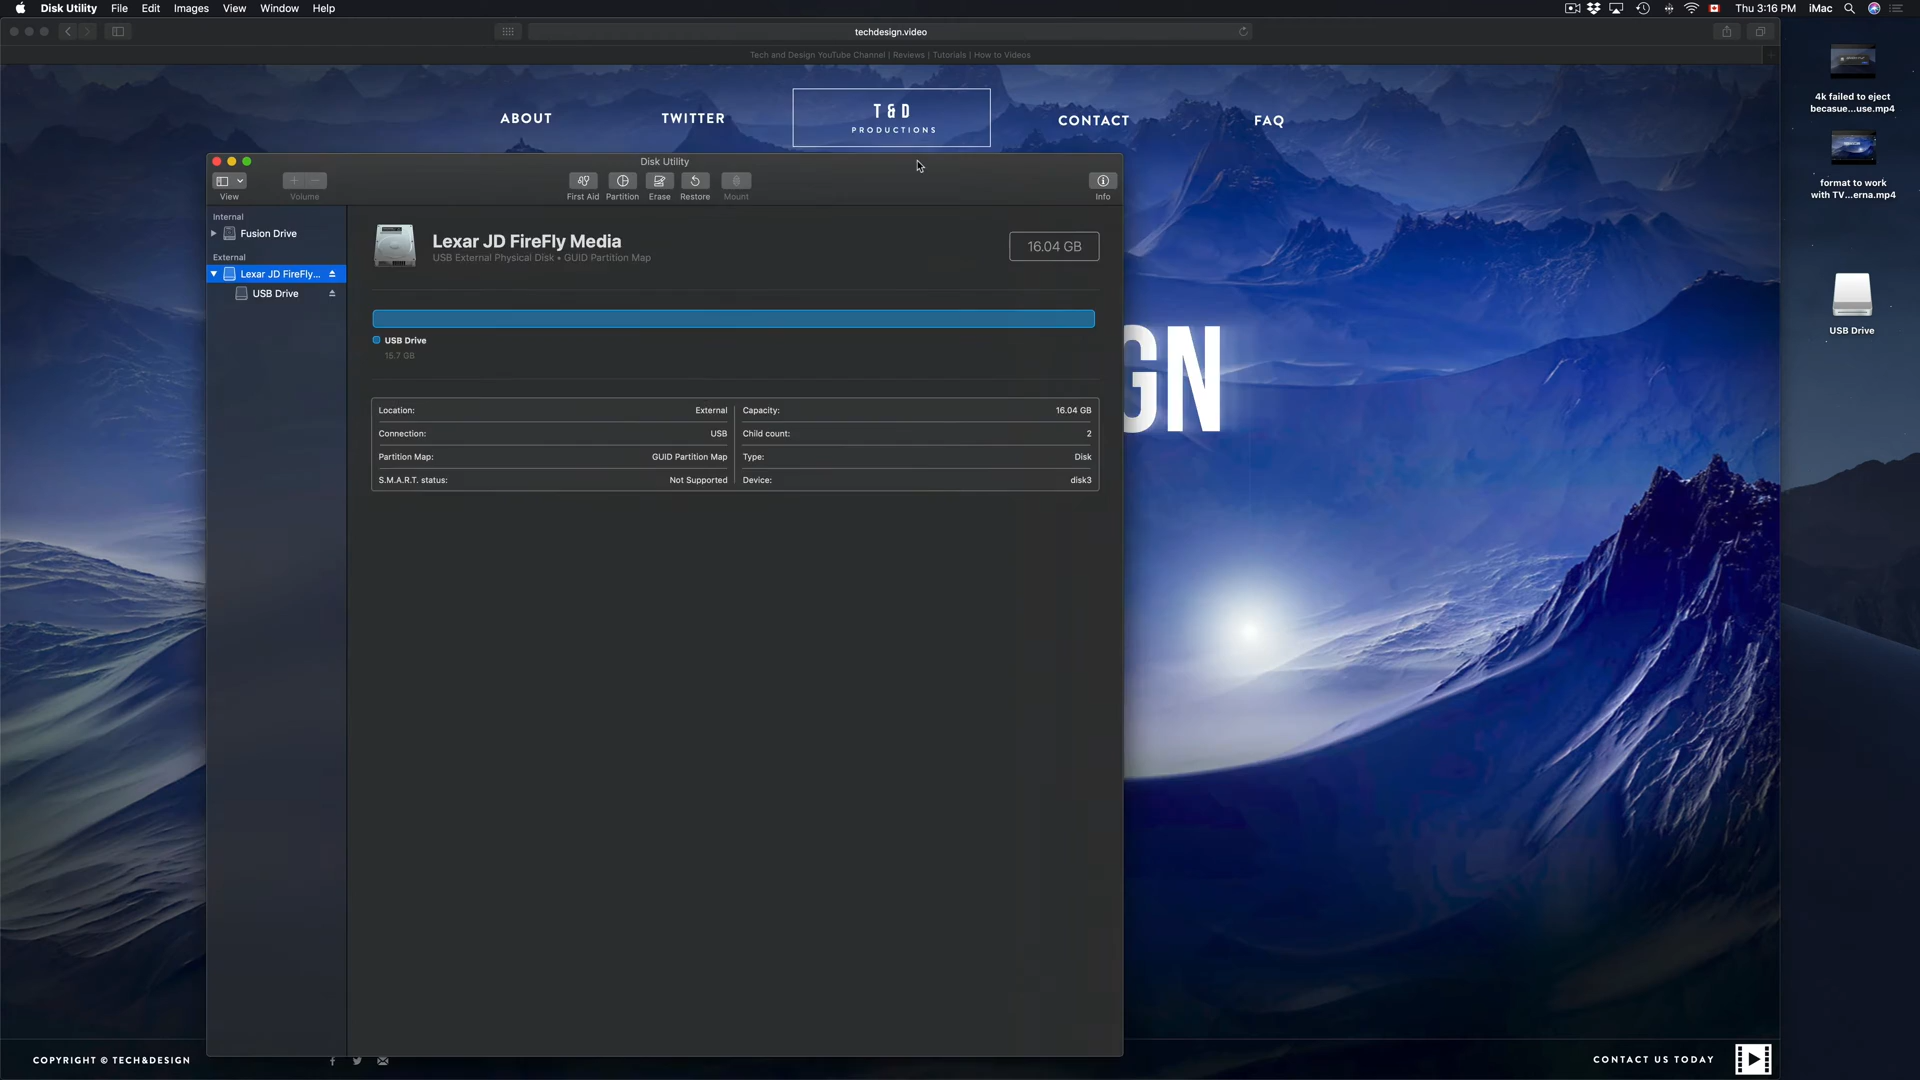 Disk Utility File Edit Images View Window Help
Thu 3:16 PM iMac
techdesign.video
Tech and Design YouTube Channel | Reviews | Tutorials | How to Videos
ABOUT TWITTER T & D CONTACT FAQ
PRODUCTIONS
Disk Utility
View Volume First Aid Partition Erase Restore Mount Info
Internal
Fusion Drive
External
Lexar JD FireFly...
USB Drive
Lexar JD FireFly Media
USB External Physical Disk • GUID Partition Map
16.04 GB
USB Drive
15.7 GB
Location: External Capacity: 16.04 GB
Connection: USB Child count: 2
Partition Map: GUID Partition Map Type: Disk
S.M.A.R.T. status: Not Supported Device: disk3
GN
4k failed to eject
becasue...use.mp4
format to work
with TV...erna.mp4
USB Drive
COPYRIGHT © TECH&DESIGN
CONTACT US TODAY